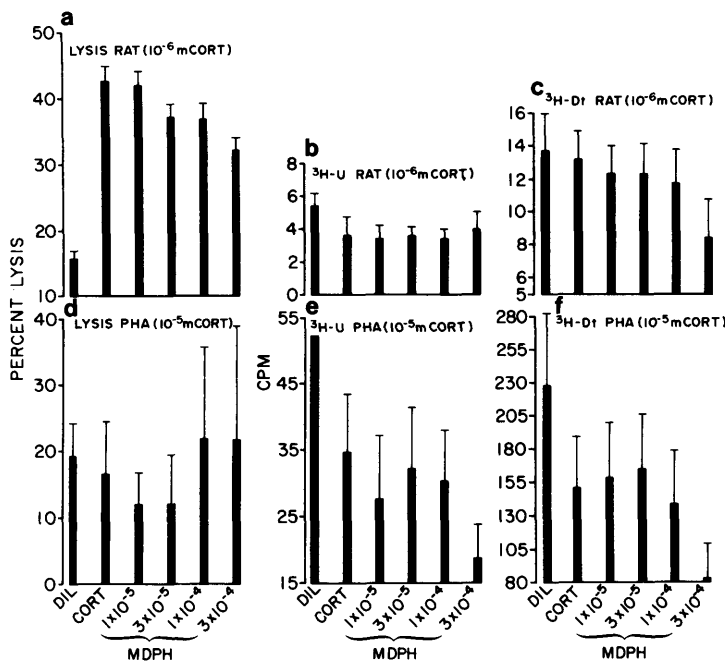 a
LYSIS RAT (10⁻⁶ mCORT)
50
40
30
20
10
PERCENT LYSIS
b
³H-U RAT (10⁻⁶ mCORT)
8
6
4
2
0
c
³H-Dt RAT (10⁻⁶ mCORT)
16
14
12
10
8
6
5
d
LYSIS PHA (10⁻⁵ mCORT)
40
30
20
10
0
e
³H-U PHA (10⁻⁵ mCORT)
55
45
35
25
15
CPM
f
³H-Dt PHA (10⁻⁵ mCORT)
280
255
230
205
180
155
130
105
80
DIL
CORT
1X10⁻⁵
3X10⁻⁵
1X10⁻⁴
3X10⁻⁴
MDPH
DIL
CORT
1X10⁻⁵
3X10⁻⁵
1X10⁻⁴
3X10⁻⁴
MDPH
DIL
CORT
1X10⁻⁵
3X10⁻⁵
1X10⁻⁴
3X10⁻⁴
MDPH